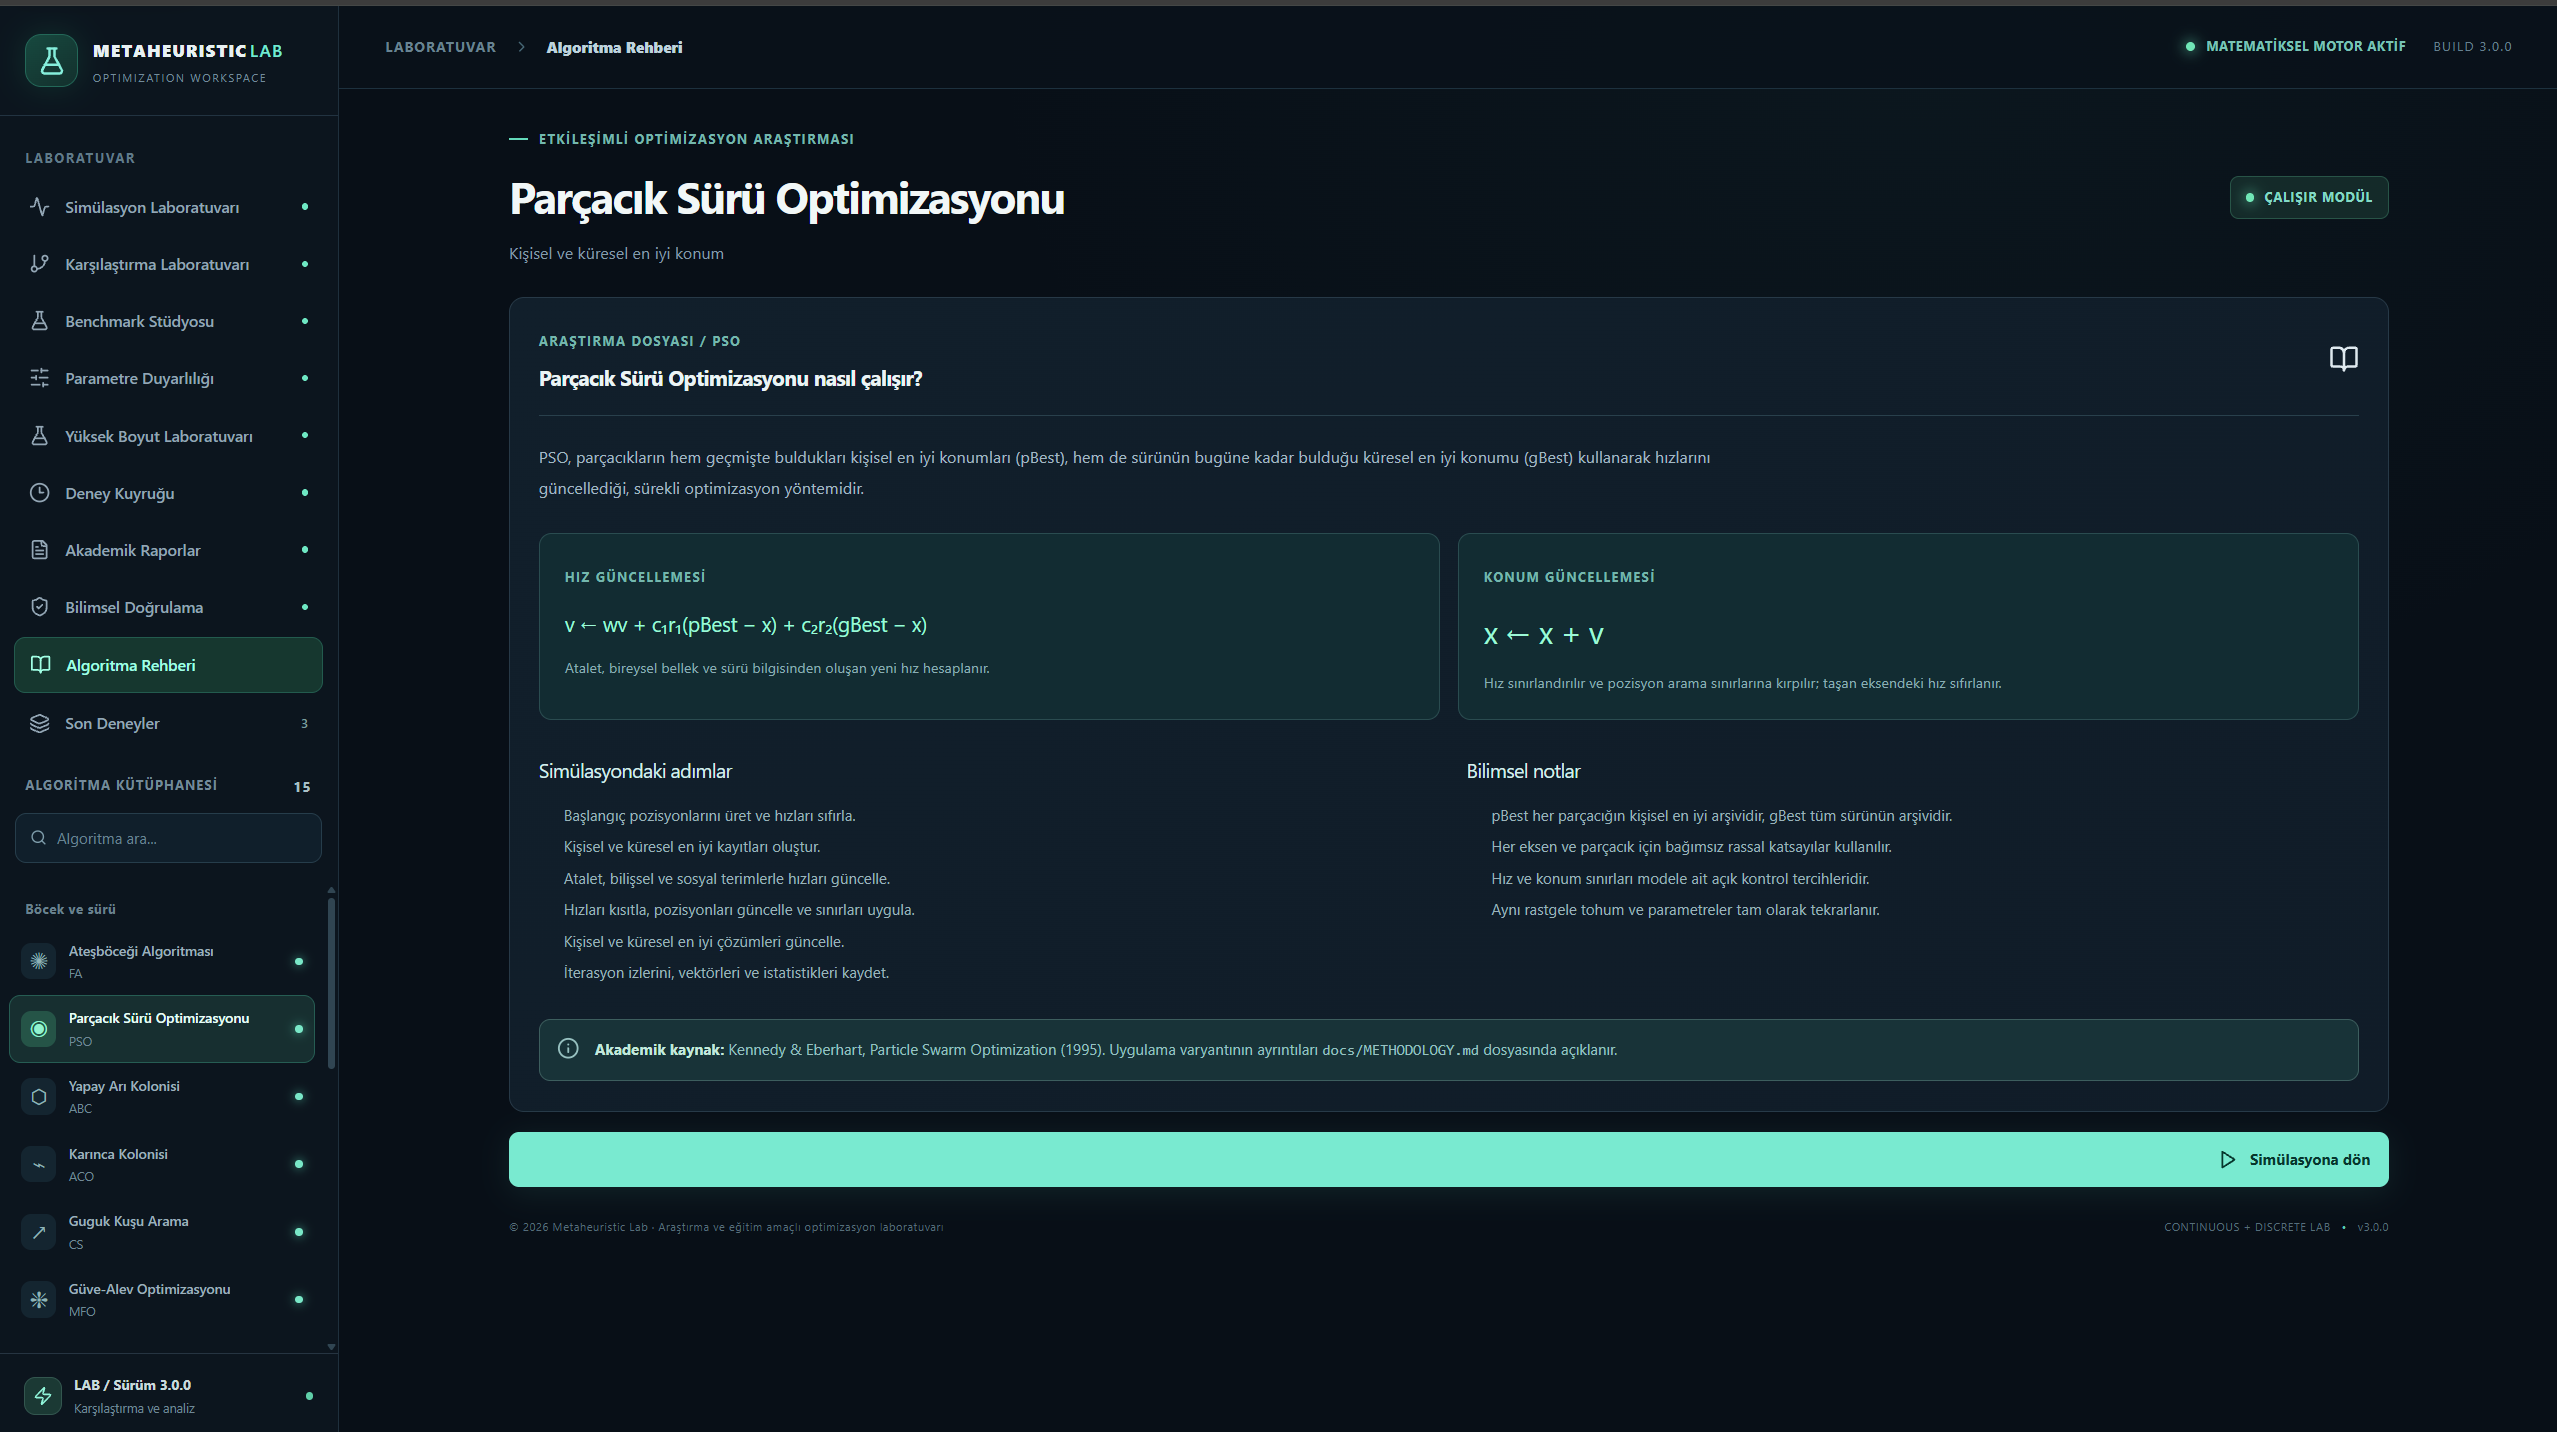 METAHEURISTIC LAB
OPTIMIZATION WORKSPACE
LABORATUVAR
Simülasyon Laboratuvarı
Karşılaştırma Laboratuvarı
Benchmark Stüdyosu
Parametre Duyarlılığı
Yüksek Boyut Laboratuvarı
Deney Kuyruğu
Akademik Raporlar
Bilimsel Doğrulama
Algoritma Rehberi
Son Deneyler 3
ALGORİTMA KÜTÜPHANESİ 15
Algoritma ara...
Böcek ve sürü
Ateşböceği Algoritması
FA
Parçacık Sürü Optimizasyonu
PSO
Yapay Arı Kolonisi
ABC
Karınca Kolonisi
ACO
Guguk Kuşu Arama
CS
Güve-Alev Optimizasyonu
MFO
LAB / Sürüm 3.0.0
Karşılaştırma ve analiz
LABORATUVAR > Algoritma Rehberi
MATEMATİKSEL MOTOR AKTİF BUILD 3.0.0
ETKİLEŞİMLİ OPTİMİZASYON ARAŞTIRMASI
Parçacık Sürü Optimizasyonu
ÇALIŞIR MODÜL
Kişisel ve küresel en iyi konum
ARAŞTIRMA DOSYASI / PSO
Parçacık Sürü Optimizasyonu nasıl çalışır?
PSO, parçacıkların hem geçmişte buldukları kişisel en iyi konumları (pBest), hem de sürünün bugüne kadar bulduğu küresel en iyi konumu (gBest) kullanarak hızlarını
güncellediği, sürekli optimizasyon yöntemidir.
HIZ GÜNCELLEMESİ
v ← wv + c₁r₁(pBest − x) + c₂r₂(gBest − x)
Atalet, bireysel bellek ve sürü bilgisinden oluşan yeni hız hesaplanır.
KONUM GÜNCELLEMESİ
x ← x + v
Hız sınırlandırılır ve pozisyon arama sınırlarına kırpılır; taşan eksendeki hız sıfırlanır.
Simülasyondaki adımlar
Başlangıç pozisyonlarını üret ve hızları sıfırla.
Kişisel ve küresel en iyi kayıtları oluştur.
Atalet, bilişsel ve sosyal terimlerle hızları güncelle.
Hızları kısıtla, pozisyonları güncelle ve sınırları uygula.
Kişisel ve küresel en iyi çözümleri güncelle.
İterasyon izlerini, vektörleri ve istatistikleri kaydet.
Bilimsel notlar
pBest her parçacığın kişisel en iyi arşividir, gBest tüm sürünün arşividir.
Her eksen ve parçacık için bağımsız rassal katsayılar kullanılır.
Hız ve konum sınırları modele ait açık kontrol tercihleridir.
Aynı rastgele tohum ve parametreler tam olarak tekrarlanır.
Akademik kaynak: Kennedy & Eberhart, Particle Swarm Optimization (1995). Uygulama varyantının ayrıntıları docs/METHODOLOGY.md dosyasında açıklanır.
Simülasyona dön
© 2026 Metaheuristic Lab · Araştırma ve eğitim amaçlı optimizasyon laboratuvarı
CONTINUOUS + DISCRETE LAB • v3.0.0